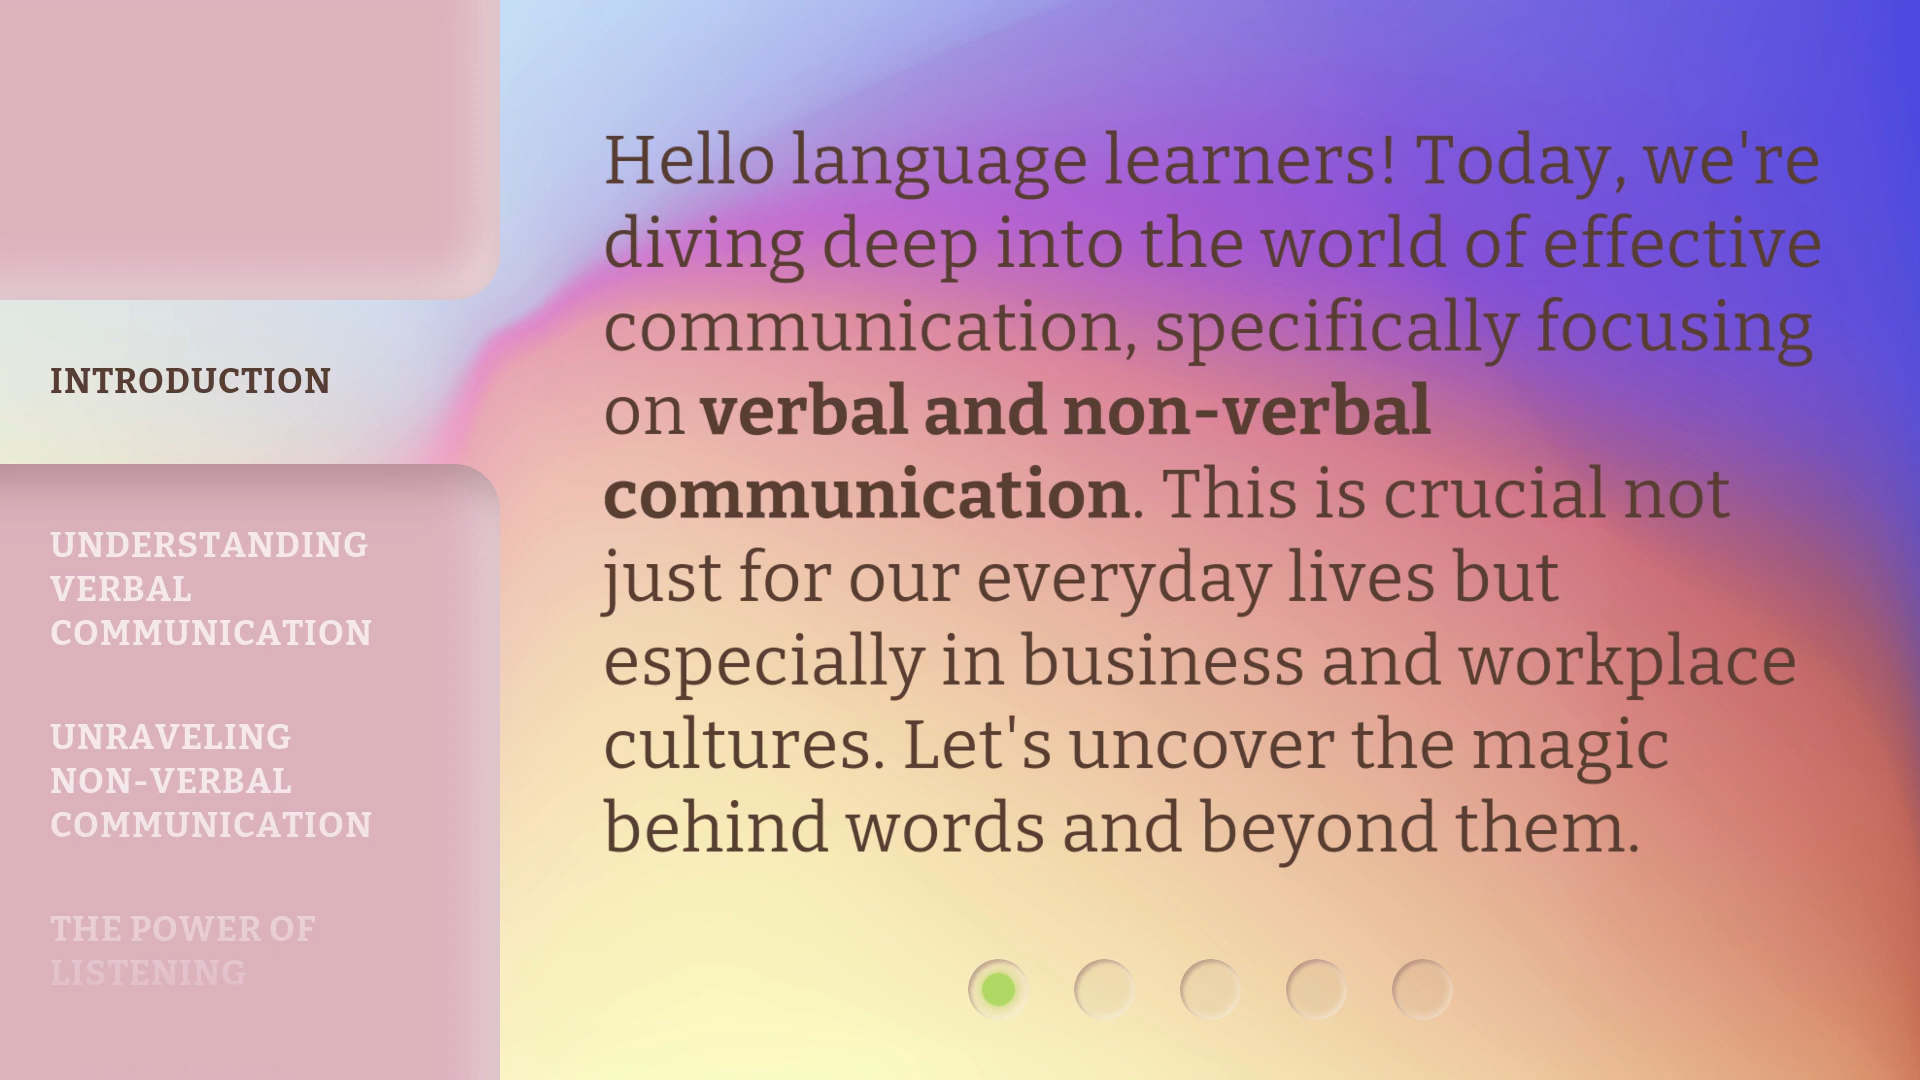 INTRODUCTION
UNDERSTANDING
VERBAL
COMMUNICATION
UNRAVELING
NON-VERBAL
COMMUNICATION
THE POWER OF
LISTENING
Hello language learners! Today, we're
diving deep into the world of effective
communication, specifically focusing
on verbal and non-verbal
communication. This is crucial not
just for our everyday lives but
especially in business and workplace
cultures. Let's uncover the magic
behind words and beyond them.